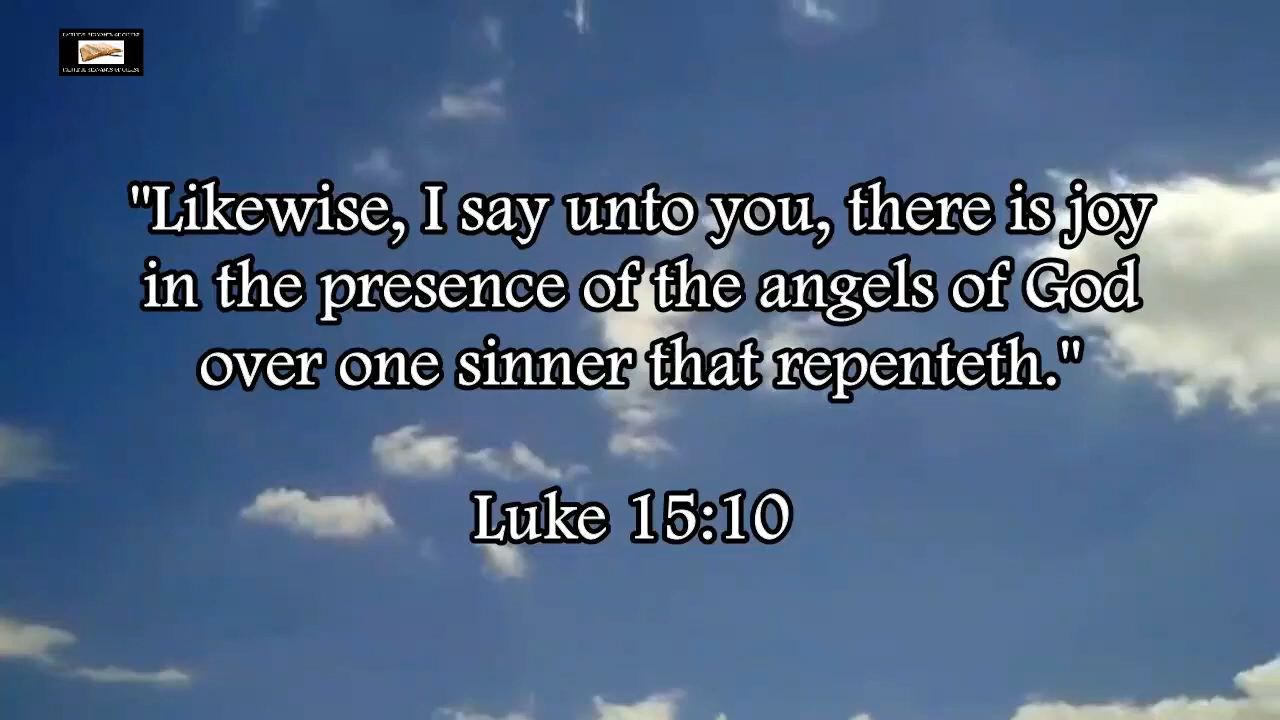 "Likewise, I say unto you, there is joy
in the presence of the angels of God
over one sinner that repenteth."
Luke 15:10